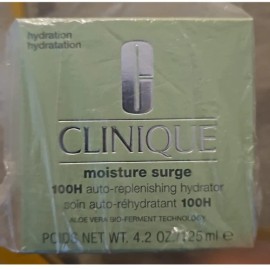 hydration
hydratation
CLINIQUE
moisture surge
100H auto-replenishing hydrator
soin auto-réhydratant 100H
ALOE VERA BIO-FERMENT TECHNOLOGY
POIDS NET WT. 4.2 OZ/125 ml e